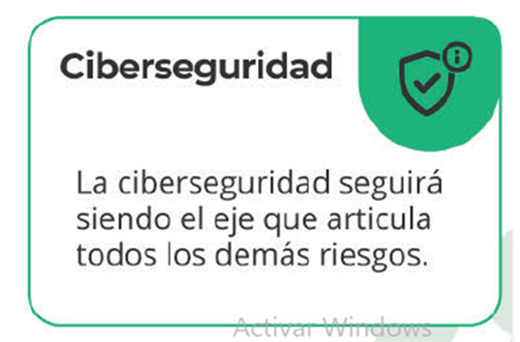 Ciberseguridad
La ciberseguridad seguirá
siendo el eje que articula
todos los demás riesgos.
Activar Windows